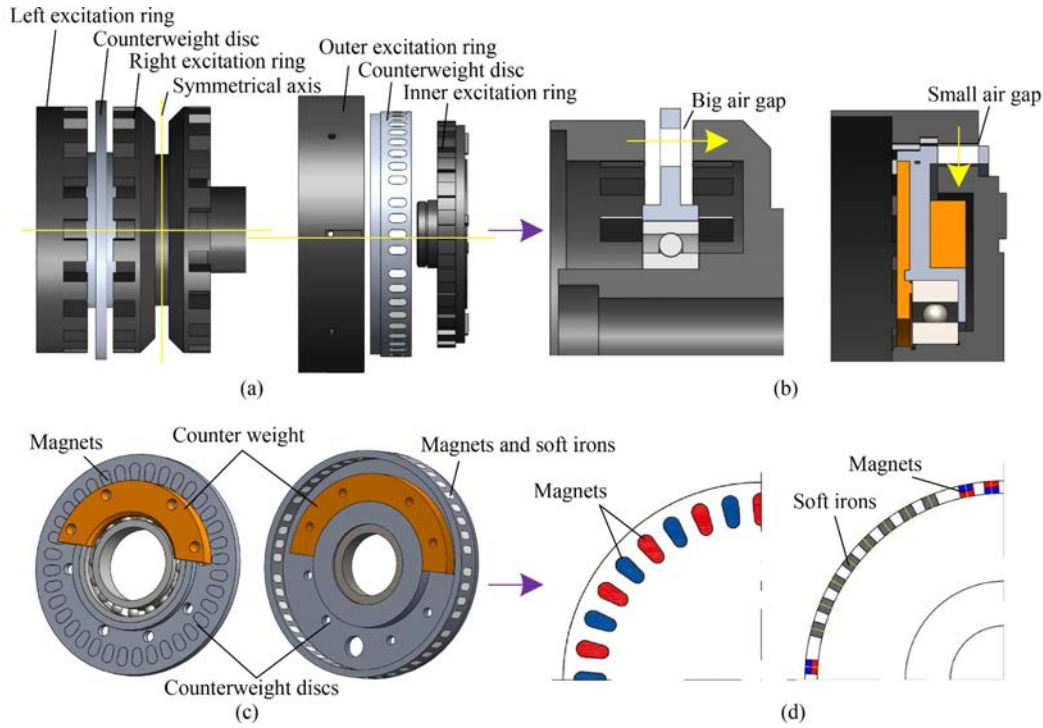 Left excitation ring
Counterweight disc
Right excitation ring
Symmetrical axis
Outer excitation ring
Counterweight disc
Inner excitation ring
Big air gap
Small air gap
(a)
(b)
Magnets
Counter weight
Magnets and soft irons
Counterweight discs
Magnets
Magnets
Soft irons
(c)
(d)